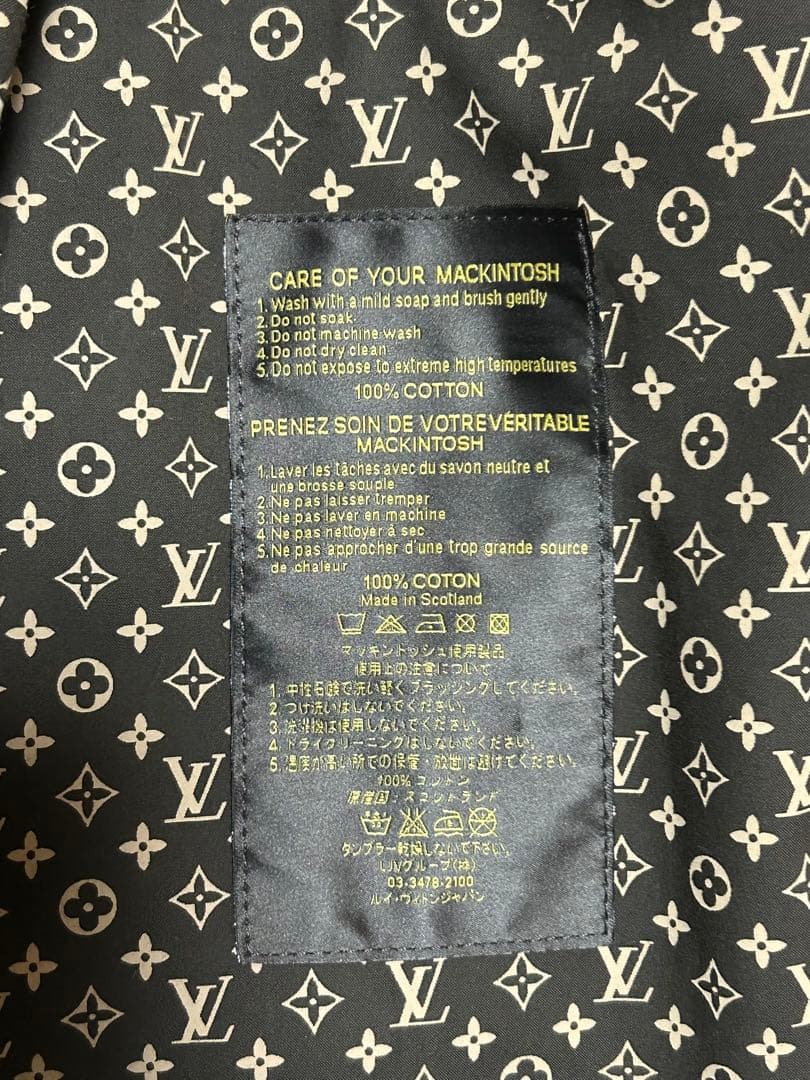 CARE OF YOUR MACKINTOSH
1. Wash with a mild soap and brush gently
2. Do not soak
3. Do not machine wash
4. Do not dry clean
5. Do not expose to extreme high temperatures
100% COTTON
PRENEZ SOIN DE VOTRE VÉRITABLE
MACKINTOSH
1. Laver les tâches avec du savon neutre et
une brosse souple
2. Ne pas laisser tremper
3. Ne pas laver en machine
4. Ne pas nettoyer à sec
5. Ne pas approcher d'une trop grande source
de chaleur
100% COTON
Made in Scotland
マッキントッシュ使用製品
使用上の注意について
1. 中性石鹸で洗い軽くブラッシングしてください。
2. つけ洗いはしないでください。
3. 洗濯機は使用しないでください。
4. ドライクリーニングはしないでください。
5. 温度が高い所での保管・放置は避けてください。
100% コットン
原産国：スコットランド
タンブラー乾燥しないで下さい。
LJVグループ(株)
03-3478-2100
ルイ・ヴィトンジャパン